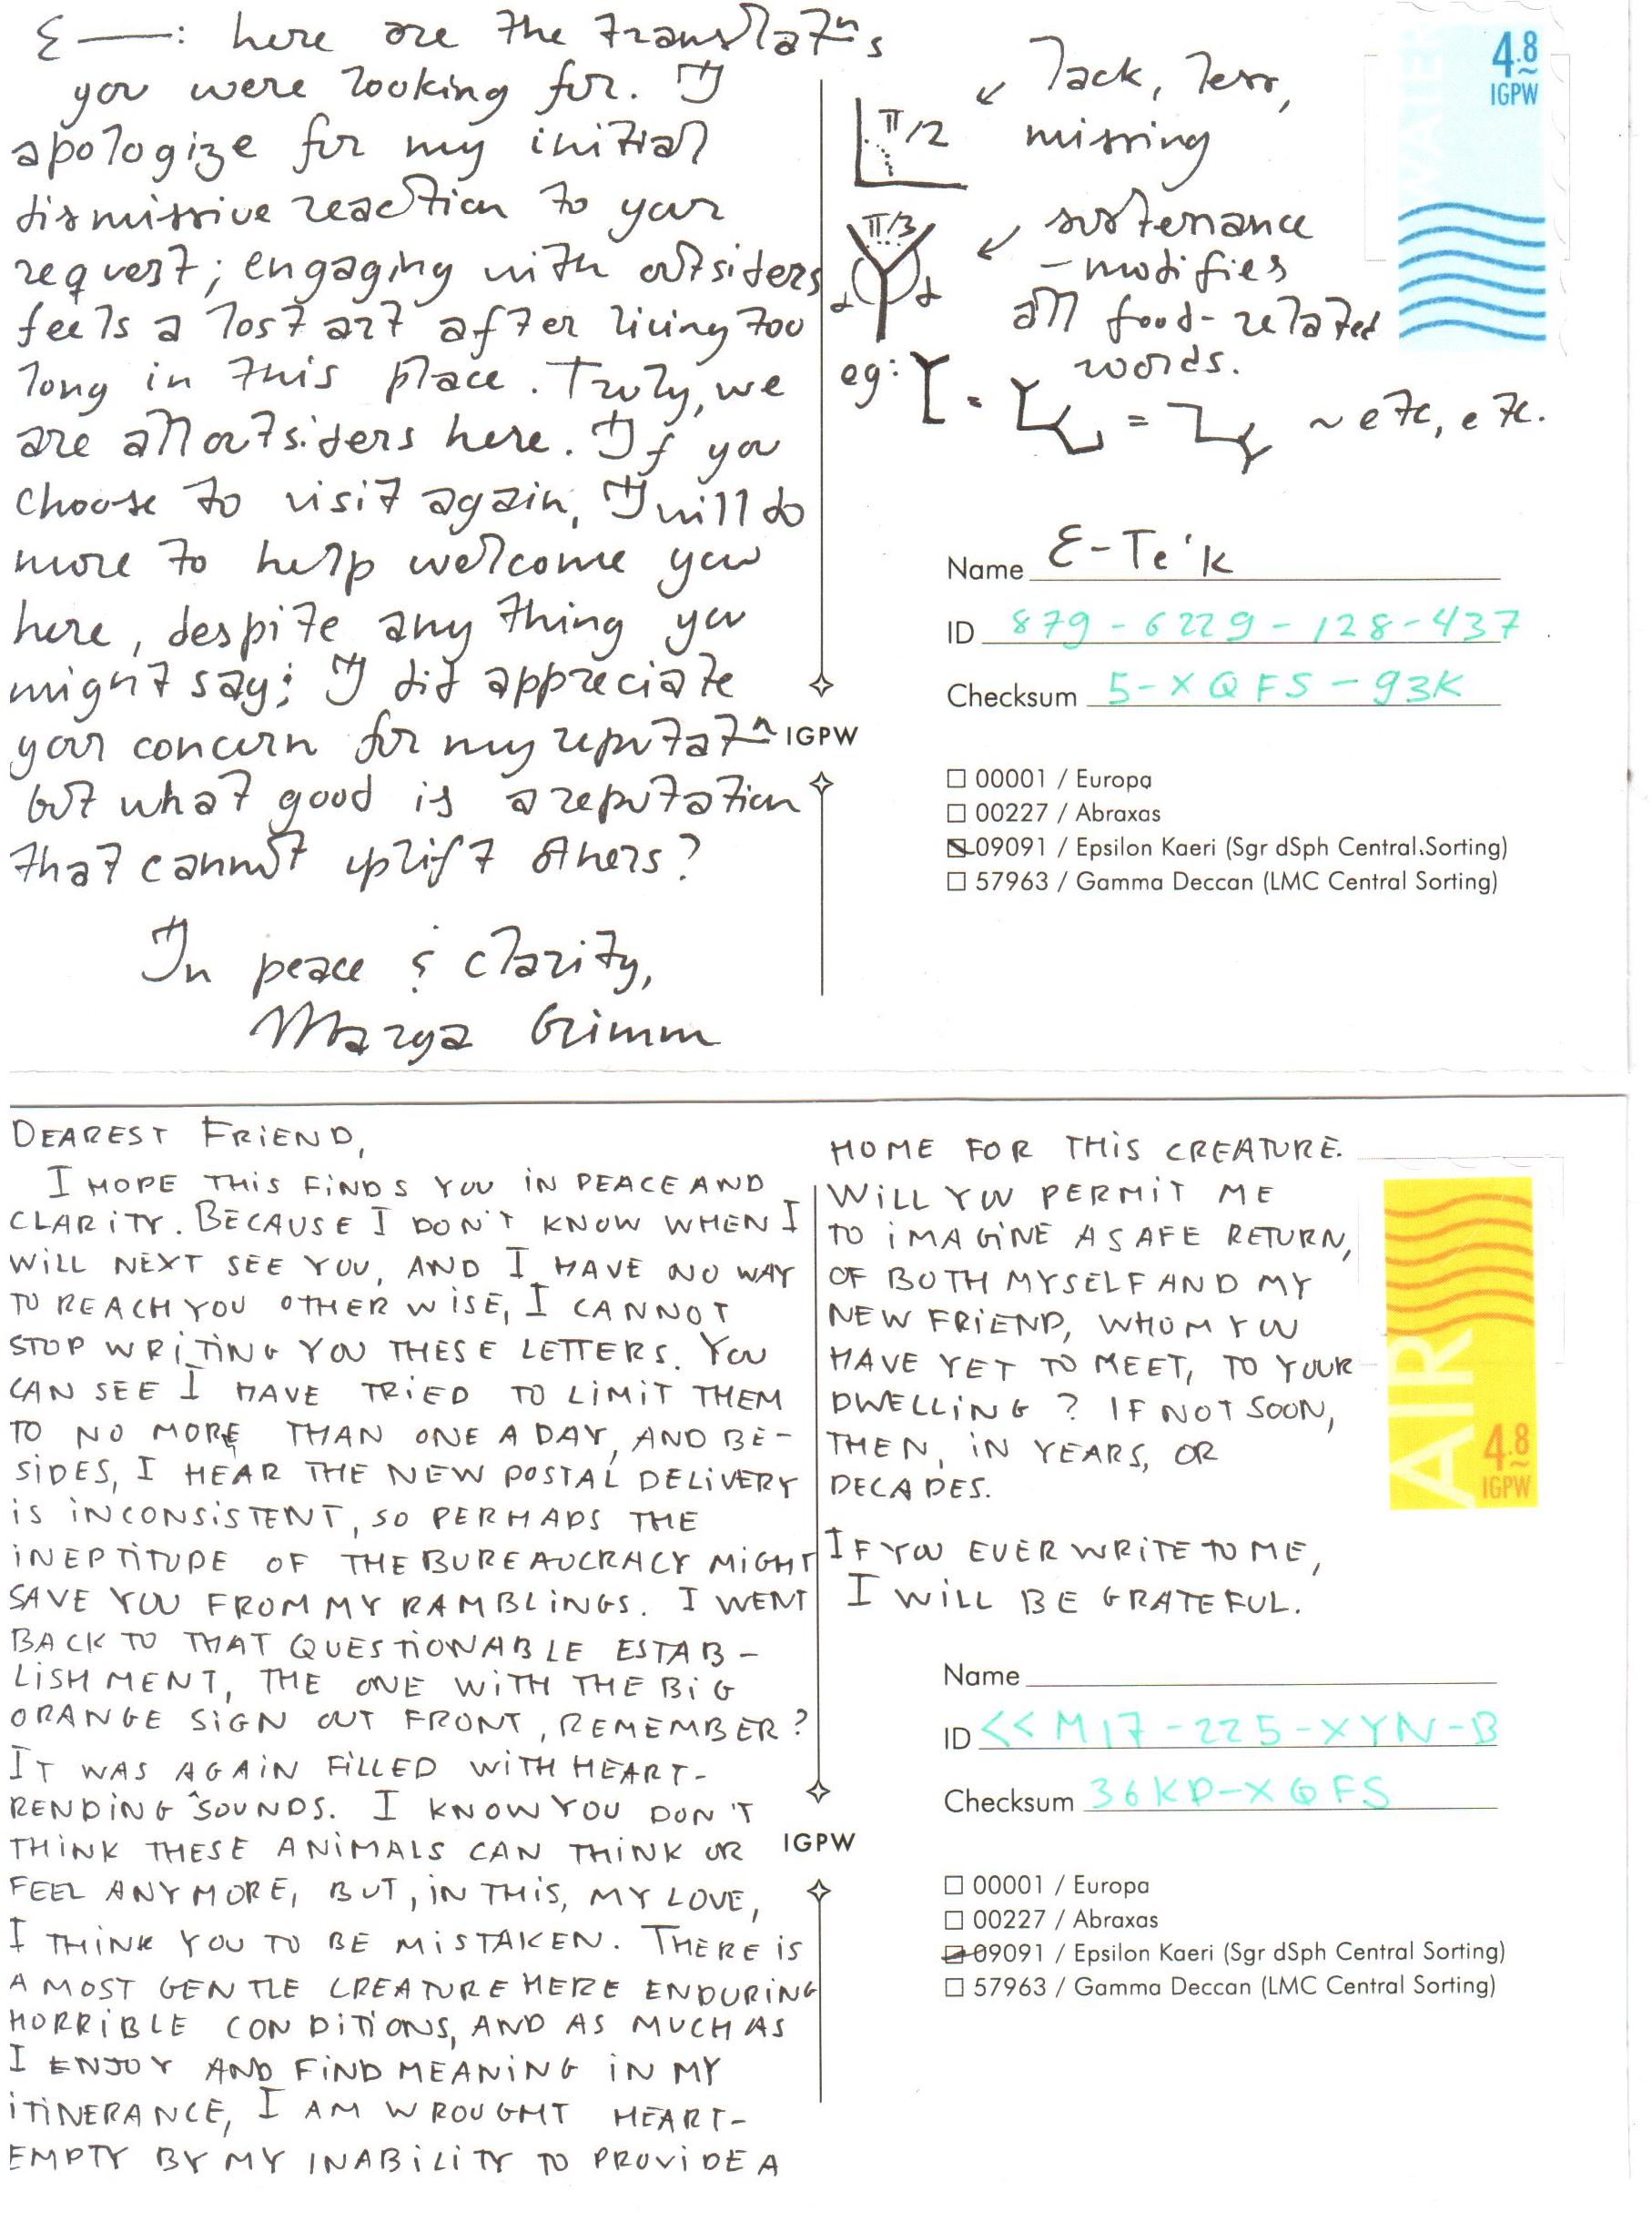 E——: here are the translatns
you were looking for. I
apologize for my initial
dismissive reaction to your
request; engaging with outsiders
feels a lost art after living too
long in this place. Truly, we
are all outsiders here. If you
choose to visit again, I will do
more to help welcome you
here, despite any thing you
might say; I did appreciate
your concern for my reputatn
but what good is a reputation
that cannot uplift others?
In peace & clarity,
Marga Grimm
π/2
lack, less,
missing
π/3
α α
sustenance
-modifies
all food-related
words.
eg:
= ~ etc, etc.
WATER
4.8
IGPW
IGPW
Name E-Te'k
ID 879-6229-128-437
Checksum 5-XQFS-93K
00001 / Europa
00227 / Abraxas
09091 / Epsilon Kaeri (Sgr dSph Central Sorting)
57963 / Gamma Deccan (LMC Central Sorting)
DEAREST FRIEND,
I HOPE THIS FINDS YOU IN PEACE AND
CLARITY. BECAUSE I DON'T KNOW WHEN I
WILL NEXT SEE YOU, AND I HAVE NO WAY
TO REACH YOU OTHERWISE, I CANNOT
STOP WRITING YOU THESE LETTERS. YOU
CAN SEE I HAVE TRIED TO LIMIT THEM
TO NO MORE THAN ONE A DAY, AND BE-
SIDES, I HEAR THE NEW POSTAL DELIVERY
IS INCONSISTENT, SO PERHAPS THE
INEPTITUDE OF THE BUREAUCRACY MIGHT
SAVE YOU FROM MY RAMBLINGS. I WENT
BACK TO THAT QUESTIONABLE ESTAB-
LISHMENT, THE ONE WITH THE BIG
ORANGE SIGN OUT FRONT, REMEMBER?
IT WAS AGAIN FILLED WITH HEART-
RENDING SOUNDS. I KNOW YOU DON'T
THINK THESE ANIMALS CAN THINK OR
FEEL ANYMORE, BUT, IN THIS, MY LOVE,
I THINK YOU TO BE MISTAKEN. THERE IS
A MOST GENTLE CREATURE HERE ENDURING
HORRIBLE CONDITIONS, AND AS MUCH AS
I ENJOY AND FIND MEANING IN MY
ITINERANCE, I AM WROUGHT HEART-
EMPTY BY MY INABILITY TO PROVIDE A
HOME FOR THIS CREATURE.
WILL YOU PERMIT ME
TO IMAGINE A SAFE RETURN,
OF BOTH MYSELF AND MY
NEW FRIEND, WHOM YOU
HAVE YET TO MEET, TO YOUR
DWELLING? IF NOT SOON,
THEN, IN YEARS, OR
DECADES.
IF YOU EVER WRITE TO ME,
I WILL BE GRATEFUL.
AIR
4.8
IGPW
IGPW
Name
ID <<M17-225-XYN-B
Checksum 36KD-XQFS
00001 / Europa
00227 / Abraxas
09091 / Epsilon Kaeri (Sgr dSph Central Sorting)
57963 / Gamma Deccan (LMC Central Sorting)